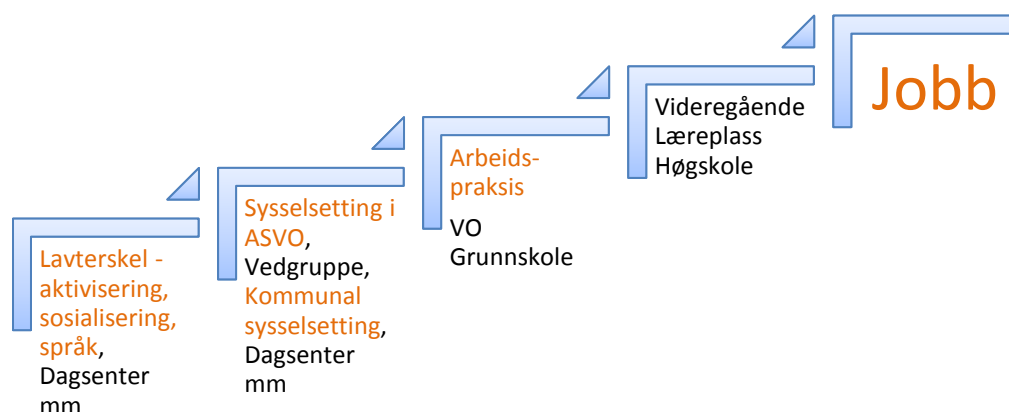 Lavterskel -
aktivisering,
sosialisering,
språk,
Dagsenter
mm
Sysselsetting i
ASVO,
Vedgruppe,
Kommunal
sysselsetting,
Dagsenter
mm
Arbeids-
praksis
VO
Grunnskole
Videregående
Læreplass
Høgskole
Jobb